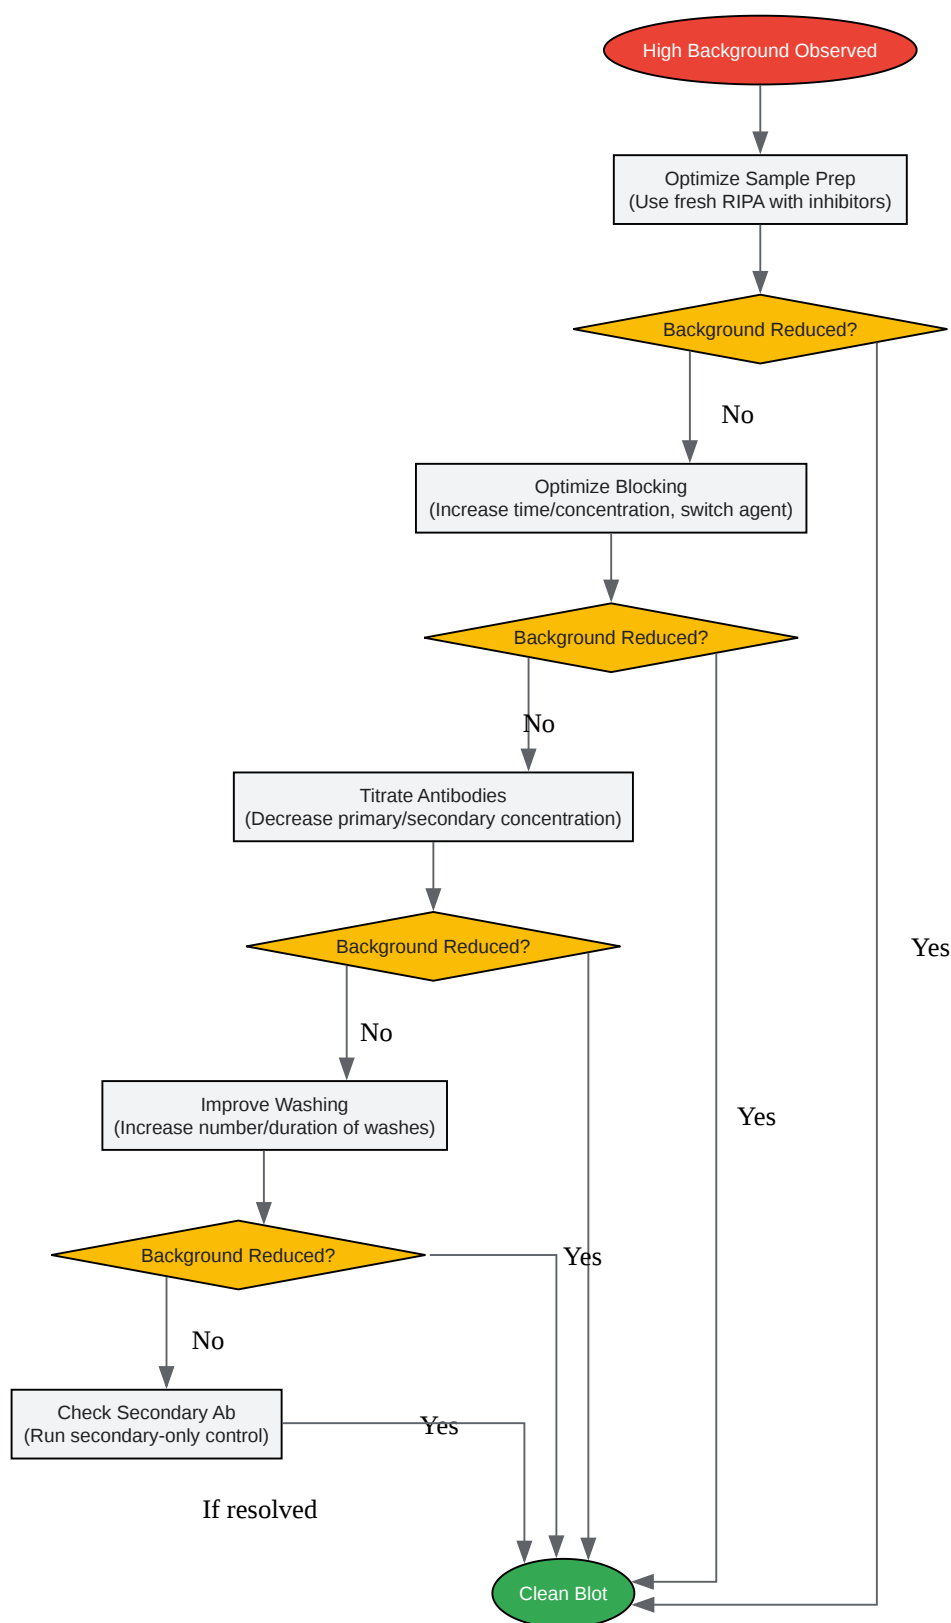 High Background Observed
Optimize Sample Prep
(Use fresh RIPA with inhibitors)
Background Reduced?
No
Optimize Blocking
(Increase time/concentration, switch agent)
Background Reduced?
No
Titrate Antibodies
(Decrease primary/secondary concentration)
Background Reduced?
Yes
No
Improve Washing
(Increase number/duration of washes)
Yes
Background Reduced?
Yes
No
Check Secondary Ab
(Run secondary-only control)
Yes
If resolved
Clean Blot